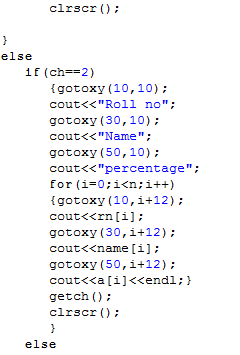 clrscr();
}
else
if(ch==2)
{gotoxy(10,10);
cout<<"Roll no";
gotoxy(30,10);
cout<<"Name";
gotoxy(50,10);
cout<<"percentage";
for(i=0;i<n;i++)
{gotoxy(10,i+12);
cout<<rn[i];
gotoxy(30,i+12);
cout<<name[i];
gotoxy(50,i+12);
cout<<a[i]<<endl;}
getch();
clrscr();
}
else